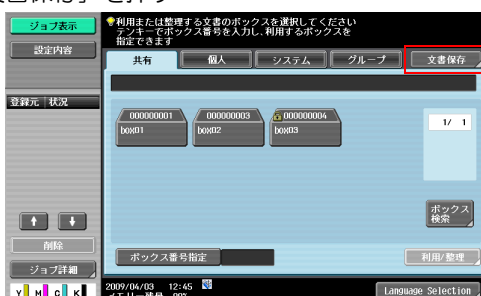 ジョブ表示
設定内容
利用または整理する文書のボックスを選択してください
テンキーでボックス番号を入力し、利用するボックスを
指定できます
共有
個人
システム
グループ
文書保存
登録元 状況
000000001
box01
000000003
box02
000000004
box03
1/ 1
ボックス
検索
削除
ジョブ詳細
ボックス番号指定
利用/整理
2009/04/03 12:45
Y M C K
Language Selection